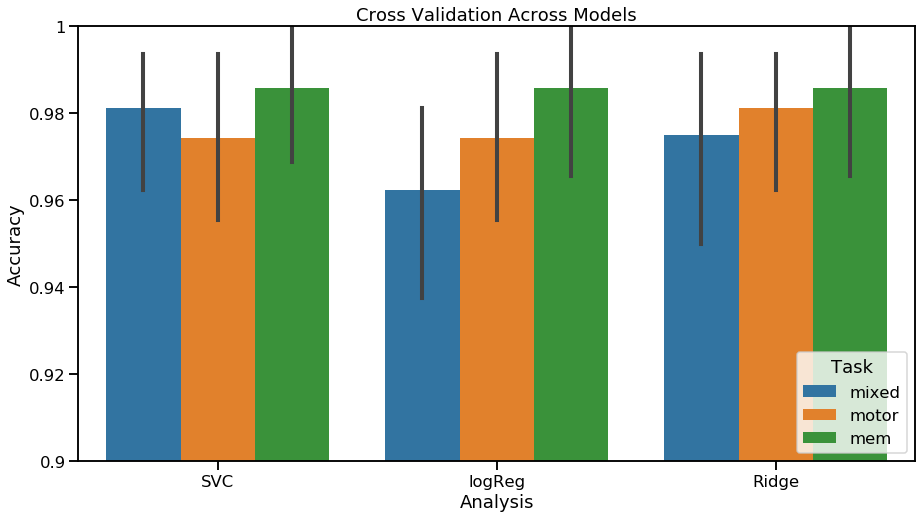 Cross Validation Across Models
Accuracy
1
0.98
0.96
0.94
0.92
0.9
SVC
logReg
Ridge
Analysis
Task
mixed
motor
mem